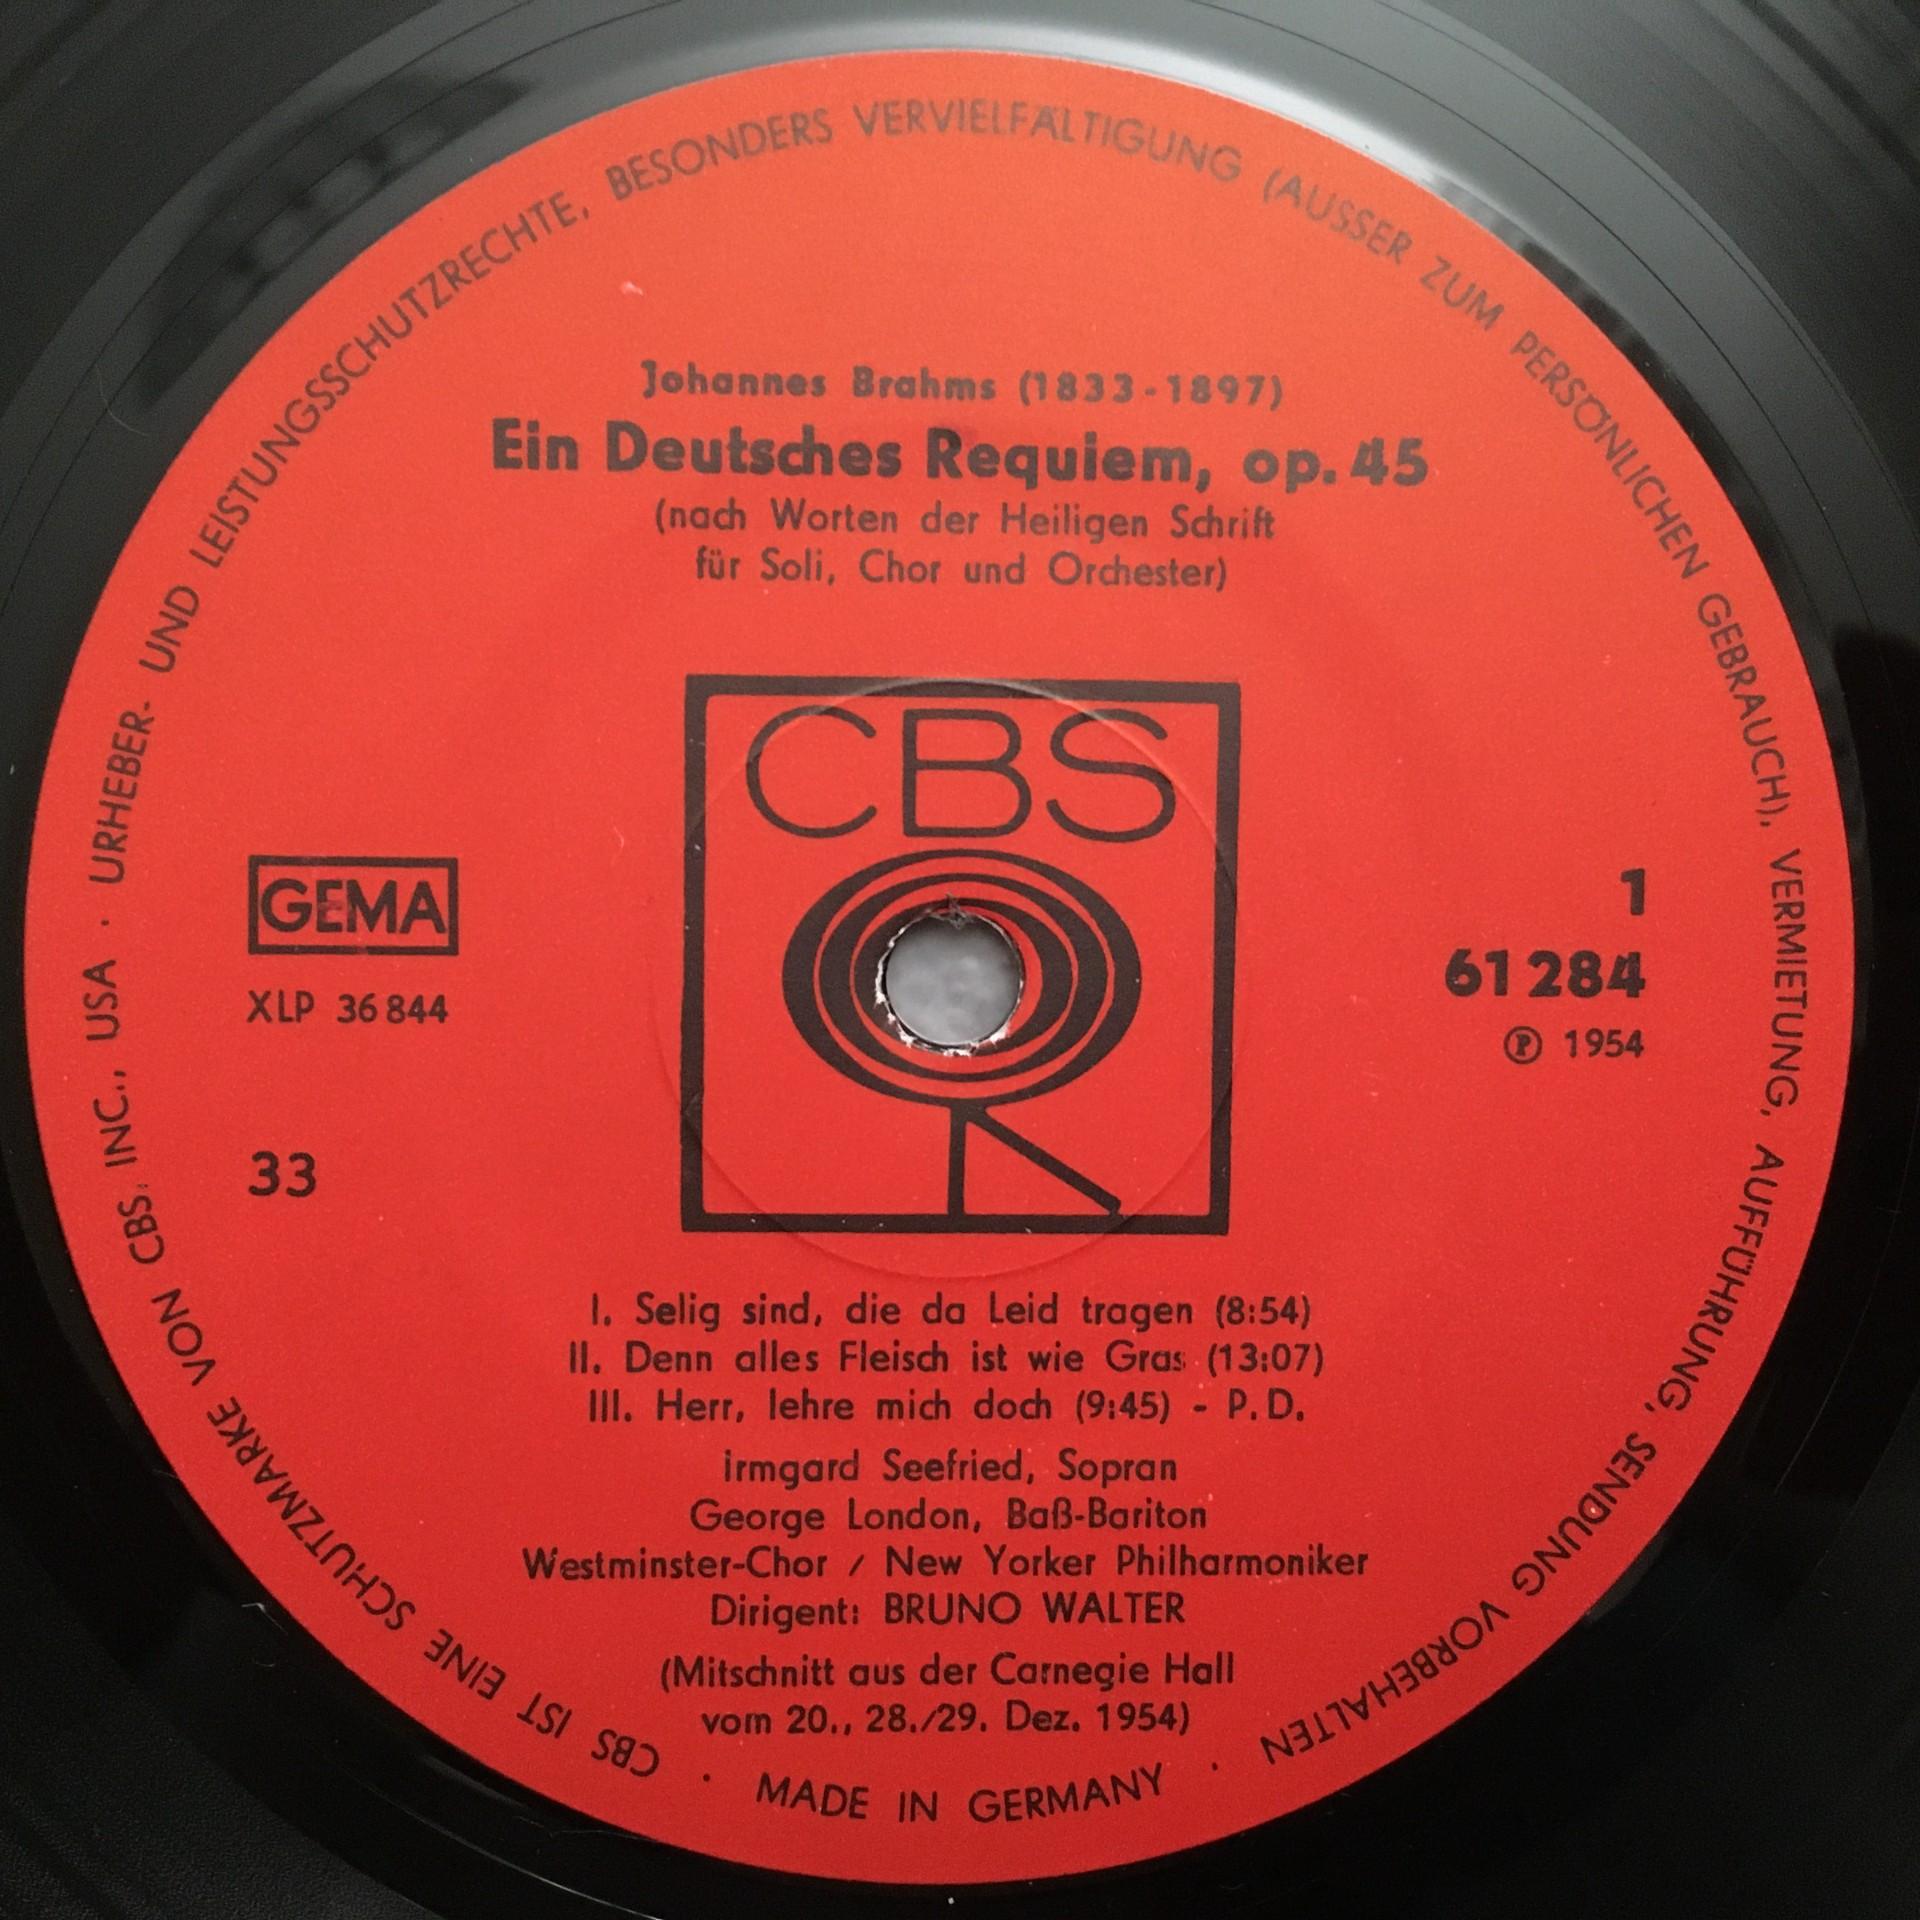 Johannes Brahms (1833-1897)
Ein Deutsches Requiem, op. 45
(nach Worten der Heiligen Schrift
für Soli, Chor und Orchester)
CBS
GEMA
XLP 36 844
33
1
61 284
℗ 1954
I. Selig sind, die da Leid tragen (8:54)
II. Denn alles Fleisch ist wie Gras (13:07)
III. Herr, lehre mich doch (9:45) - P.D.
Irmgard Seefried, Sopran
George London, Baß-Bariton
Westminster-Chor / New Yorker Philharmoniker
Dirigent: BRUNO WALTER
(Mitschnitt aus der Carnegie Hall
vom 20., 28./29. Dez. 1954)
CBS IST EINE SCHUTZMARKE VON CBS. INC., USA · URHEBER- UND LEISTUNGSSCHUTZRECHTE, BESONDERS VERVIELFÄLTIGUNG (AUSSER ZUM PERSÖNLICHEN GEBRAUCH), VERMIETUNG, AUFFÜHRUNG, SENDUNG VORBEHALTEN · MADE IN GERMANY ·